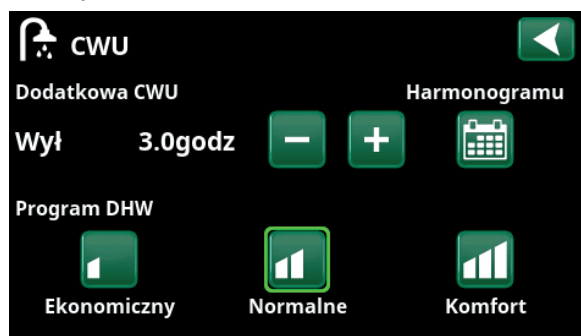 CWU
Dodatkowa CWU Harmonogramu
Wył 3.0godz - +
Program DHW
Ekonomiczny Normalne Komfort